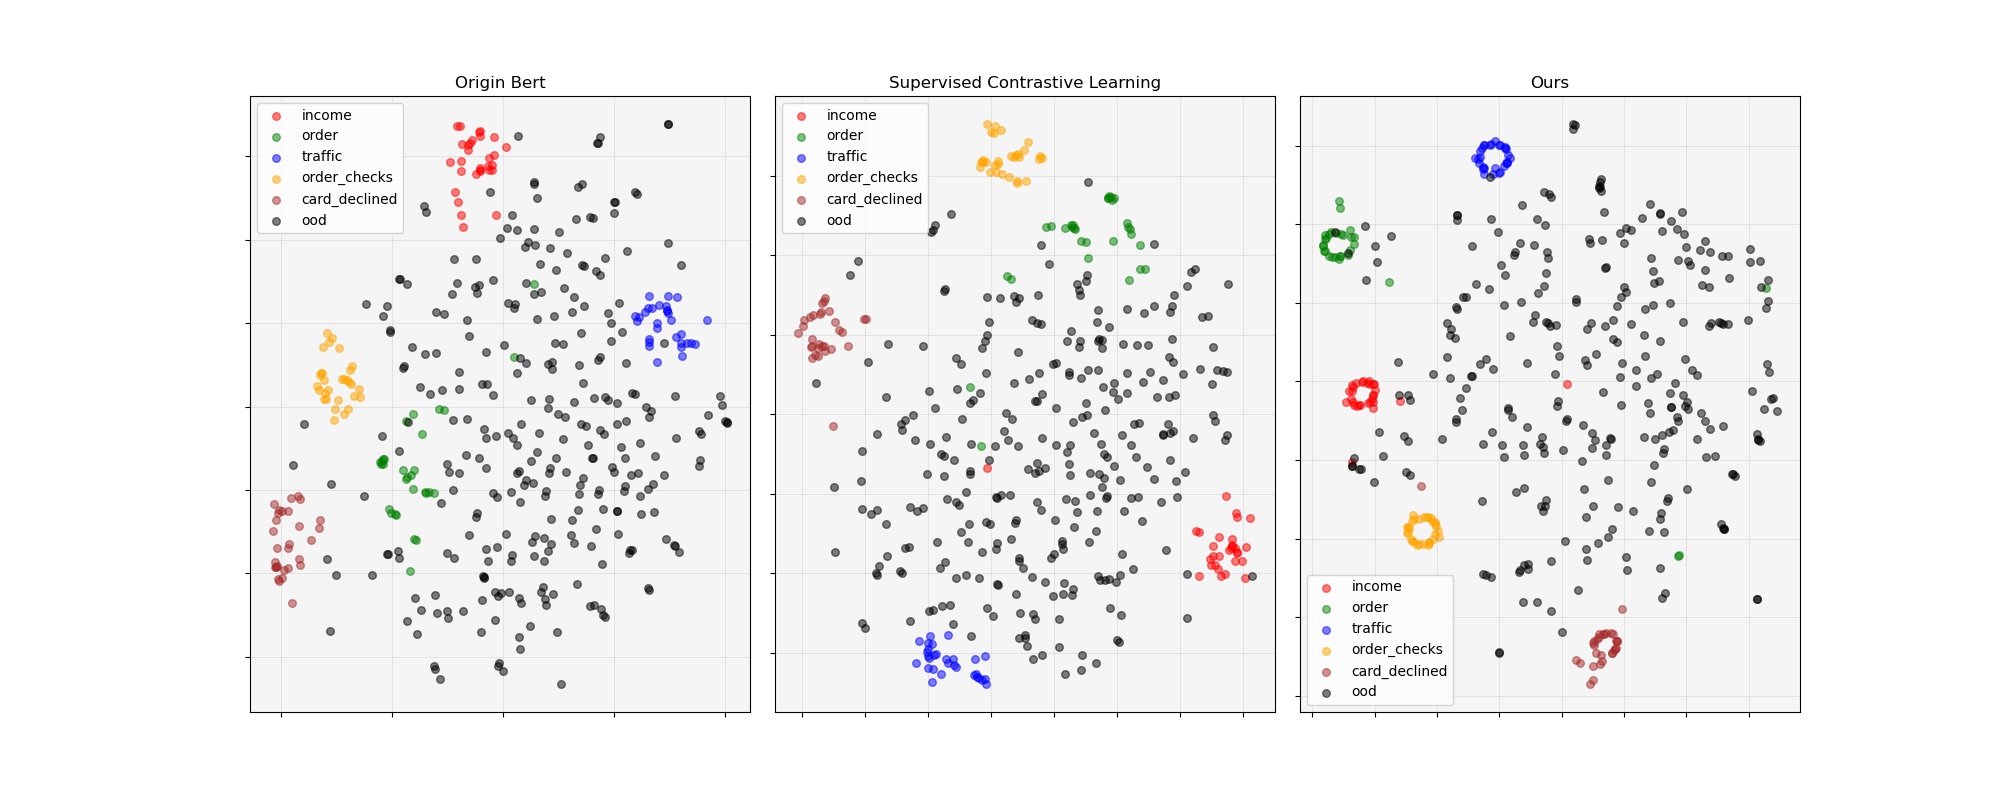 Origin Bert
income
order
traffic
order_checks
card_declined
ood
Supervised Contrastive Learning
income
order
traffic
order_checks
card_declined
ood
Ours
income
order
traffic
order_checks
card_declined
ood